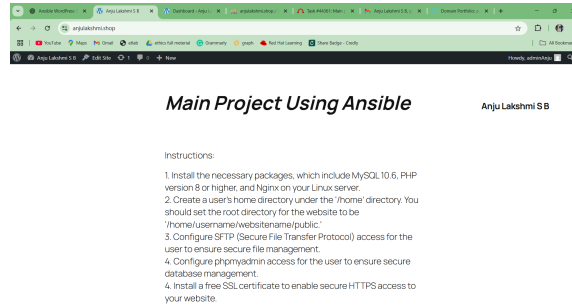 Ansible WordPress
Anju Lakshmi S B
Dashboard ‹ Anju L
anjulakshmi.shop
Task #44361: Main
Anju Lakshmi S B
Domain Portfolio
anjulakshmi.shop
YouTube
Maps
Gmail
ethics full material
Grammarly
graph
Red Hat Learning
Share Badge - Credly
All Bookmarks
Anju Lakshmi S B
Edit Site
1
0
New
Howdy, adminAnju
Main Project Using Ansible
Anju Lakshmi S B
Instructions:
1. Install the necessary packages, which include MySQL 10.6, PHP
version 8 or higher, and Nginx on your Linux server.
2. Create a user's home directory under the '/home' directory. You
should set the root directory for the website to be
'/home/username/websitename/public.'
3. Configure SFTP (Secure File Transfer Protocol) access for the
user to ensure secure file management.
4. Configure phpmyadmin access for the user to ensure secure
database management.
4. Install a free SSL certificate to enable secure HTTPS access to
your website.